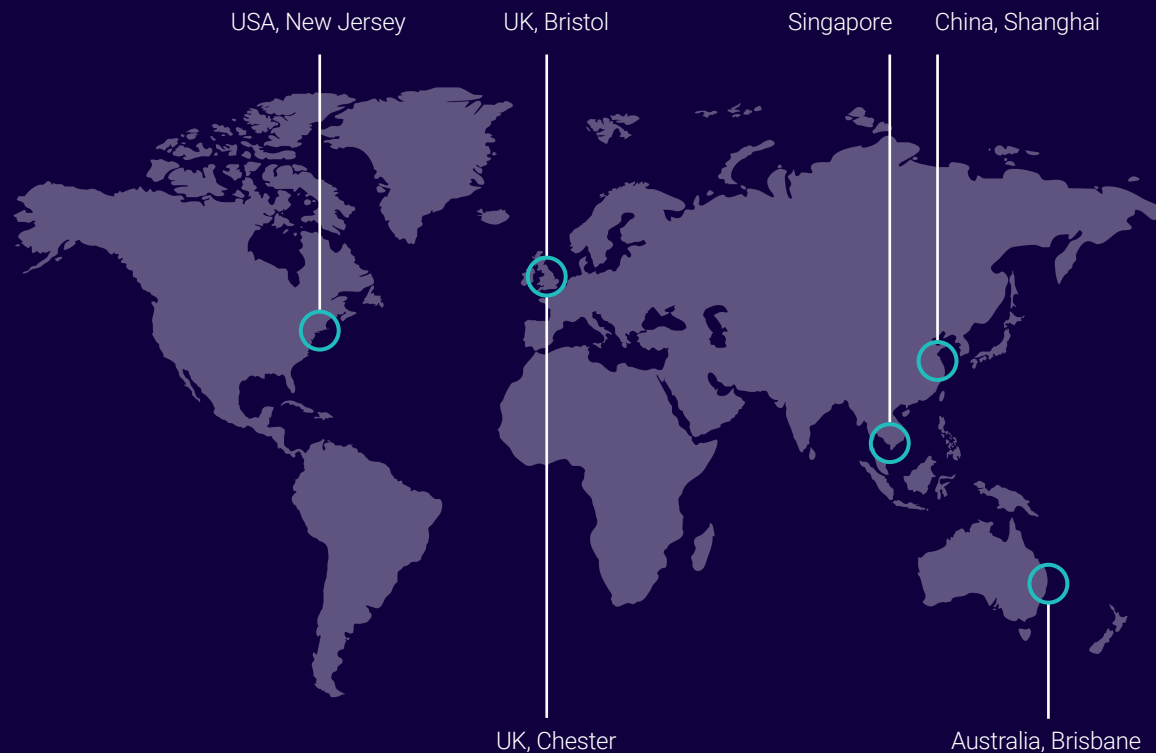 USA, New Jersey
UK, Bristol
Singapore
China, Shanghai
UK, Chester
Australia, Brisbane